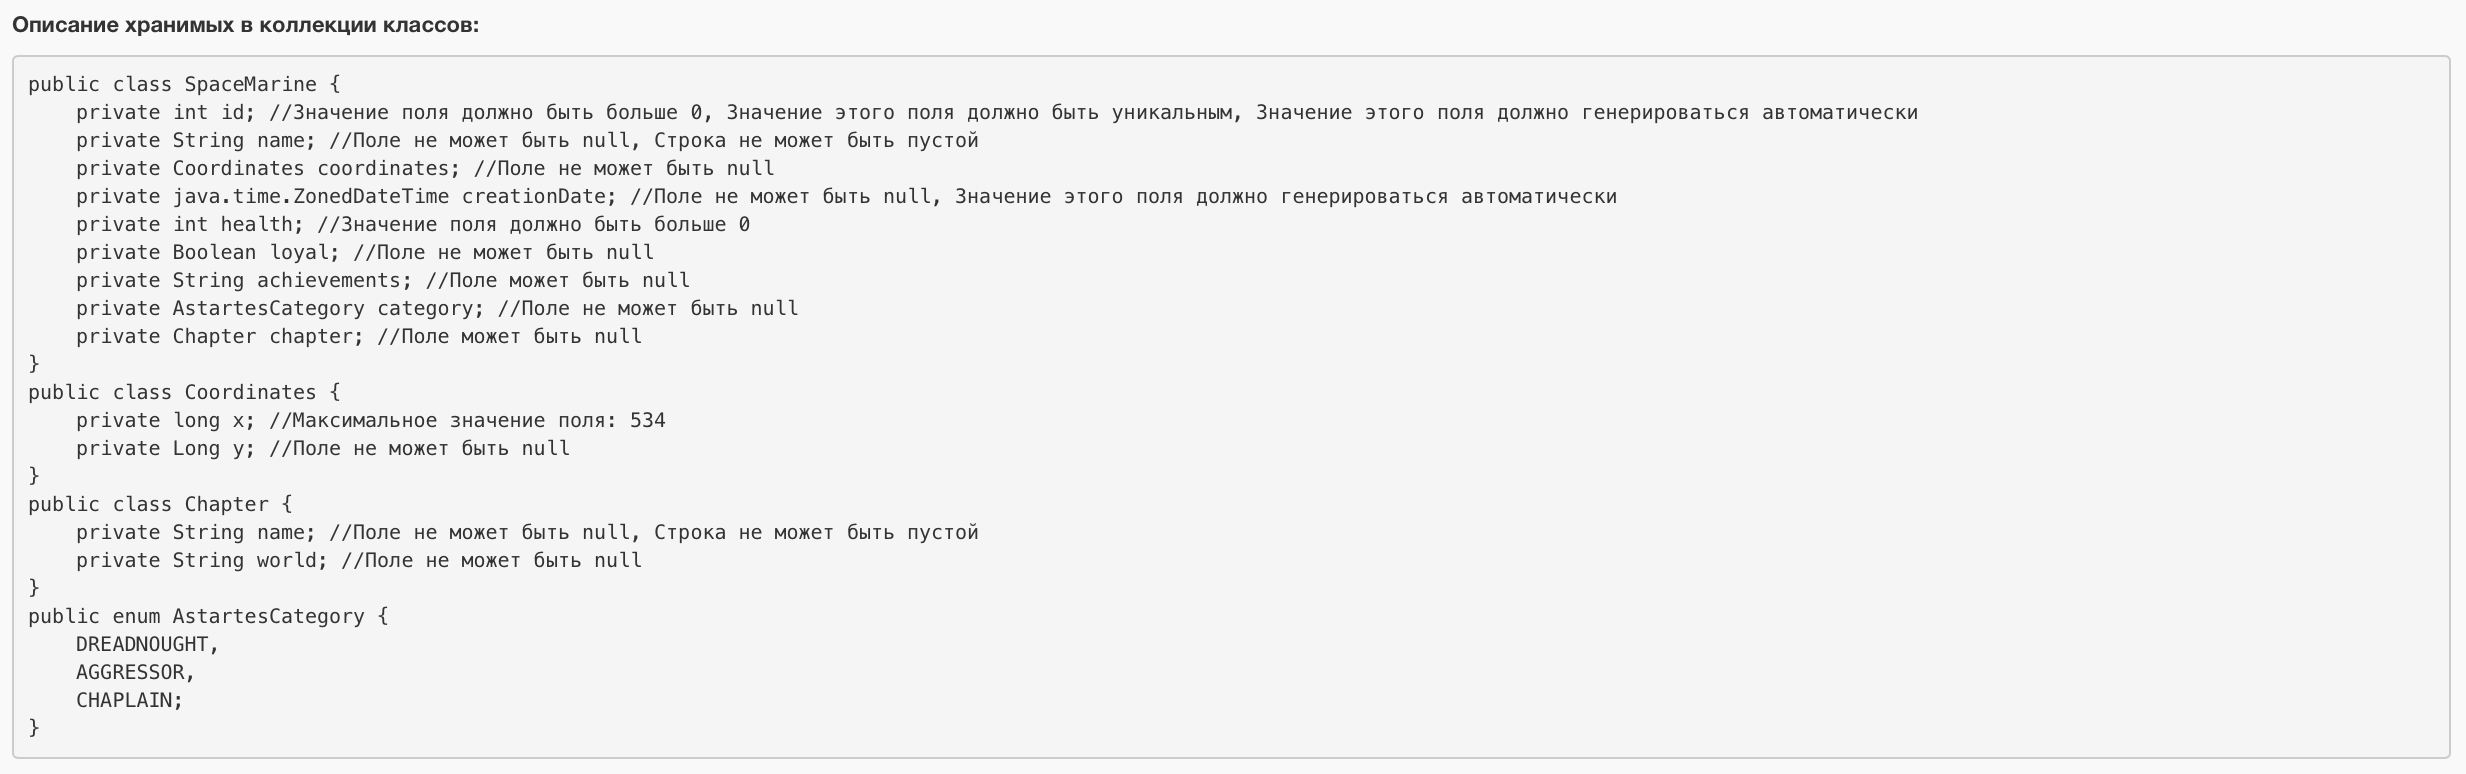 Описание хранимых в коллекции классов:
public class SpaceMarine {
    private int id; //Значение поля должно быть больше 0, Значение этого поля должно быть уникальным, Значение этого поля должно генерироваться автоматически
    private String name; //Поле не может быть null, Строка не может быть пустой
    private Coordinates coordinates; //Поле не может быть null
    private java.time.ZonedDateTime creationDate; //Поле не может быть null, Значение этого поля должно генерироваться автоматически
    private int health; //Значение поля должно быть больше 0
    private Boolean loyal; //Поле не может быть null
    private String achievements; //Поле может быть null
    private AstartesCategory category; //Поле не может быть null
    private Chapter chapter; //Поле может быть null
}
public class Coordinates {
    private long x; //Максимальное значение поля: 534
    private Long y; //Поле не может быть null
}
public class Chapter {
    private String name; //Поле не может быть null, Строка не может быть пустой
    private String world; //Поле не может быть null
}
public enum AstartesCategory {
    DREADNOUGHT,
    AGGRESSOR,
    CHAPLAIN;
}